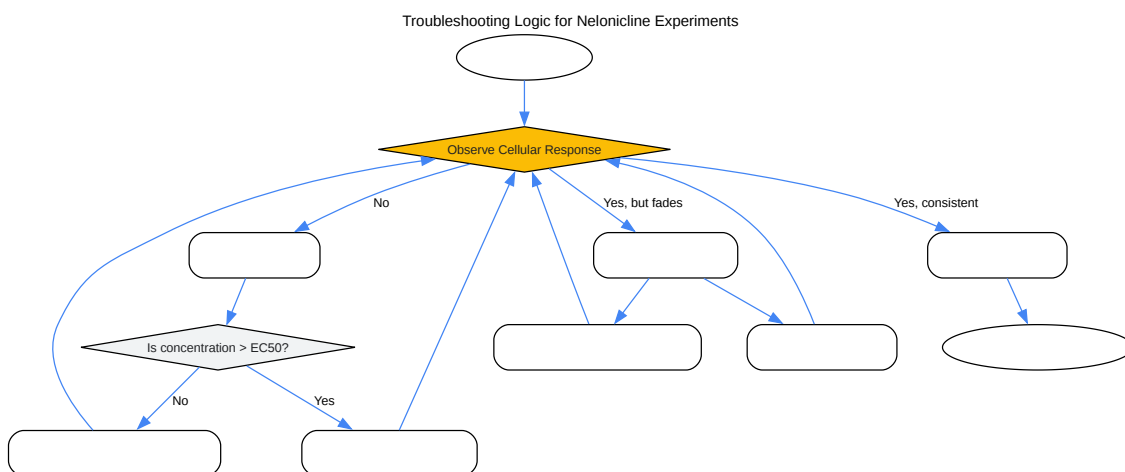 Troubleshooting Logic for Nelonicline Experiments
Observe Cellular Response
No
Yes, but fades
Yes, consistent
Is concentration > EC50?
No
Yes